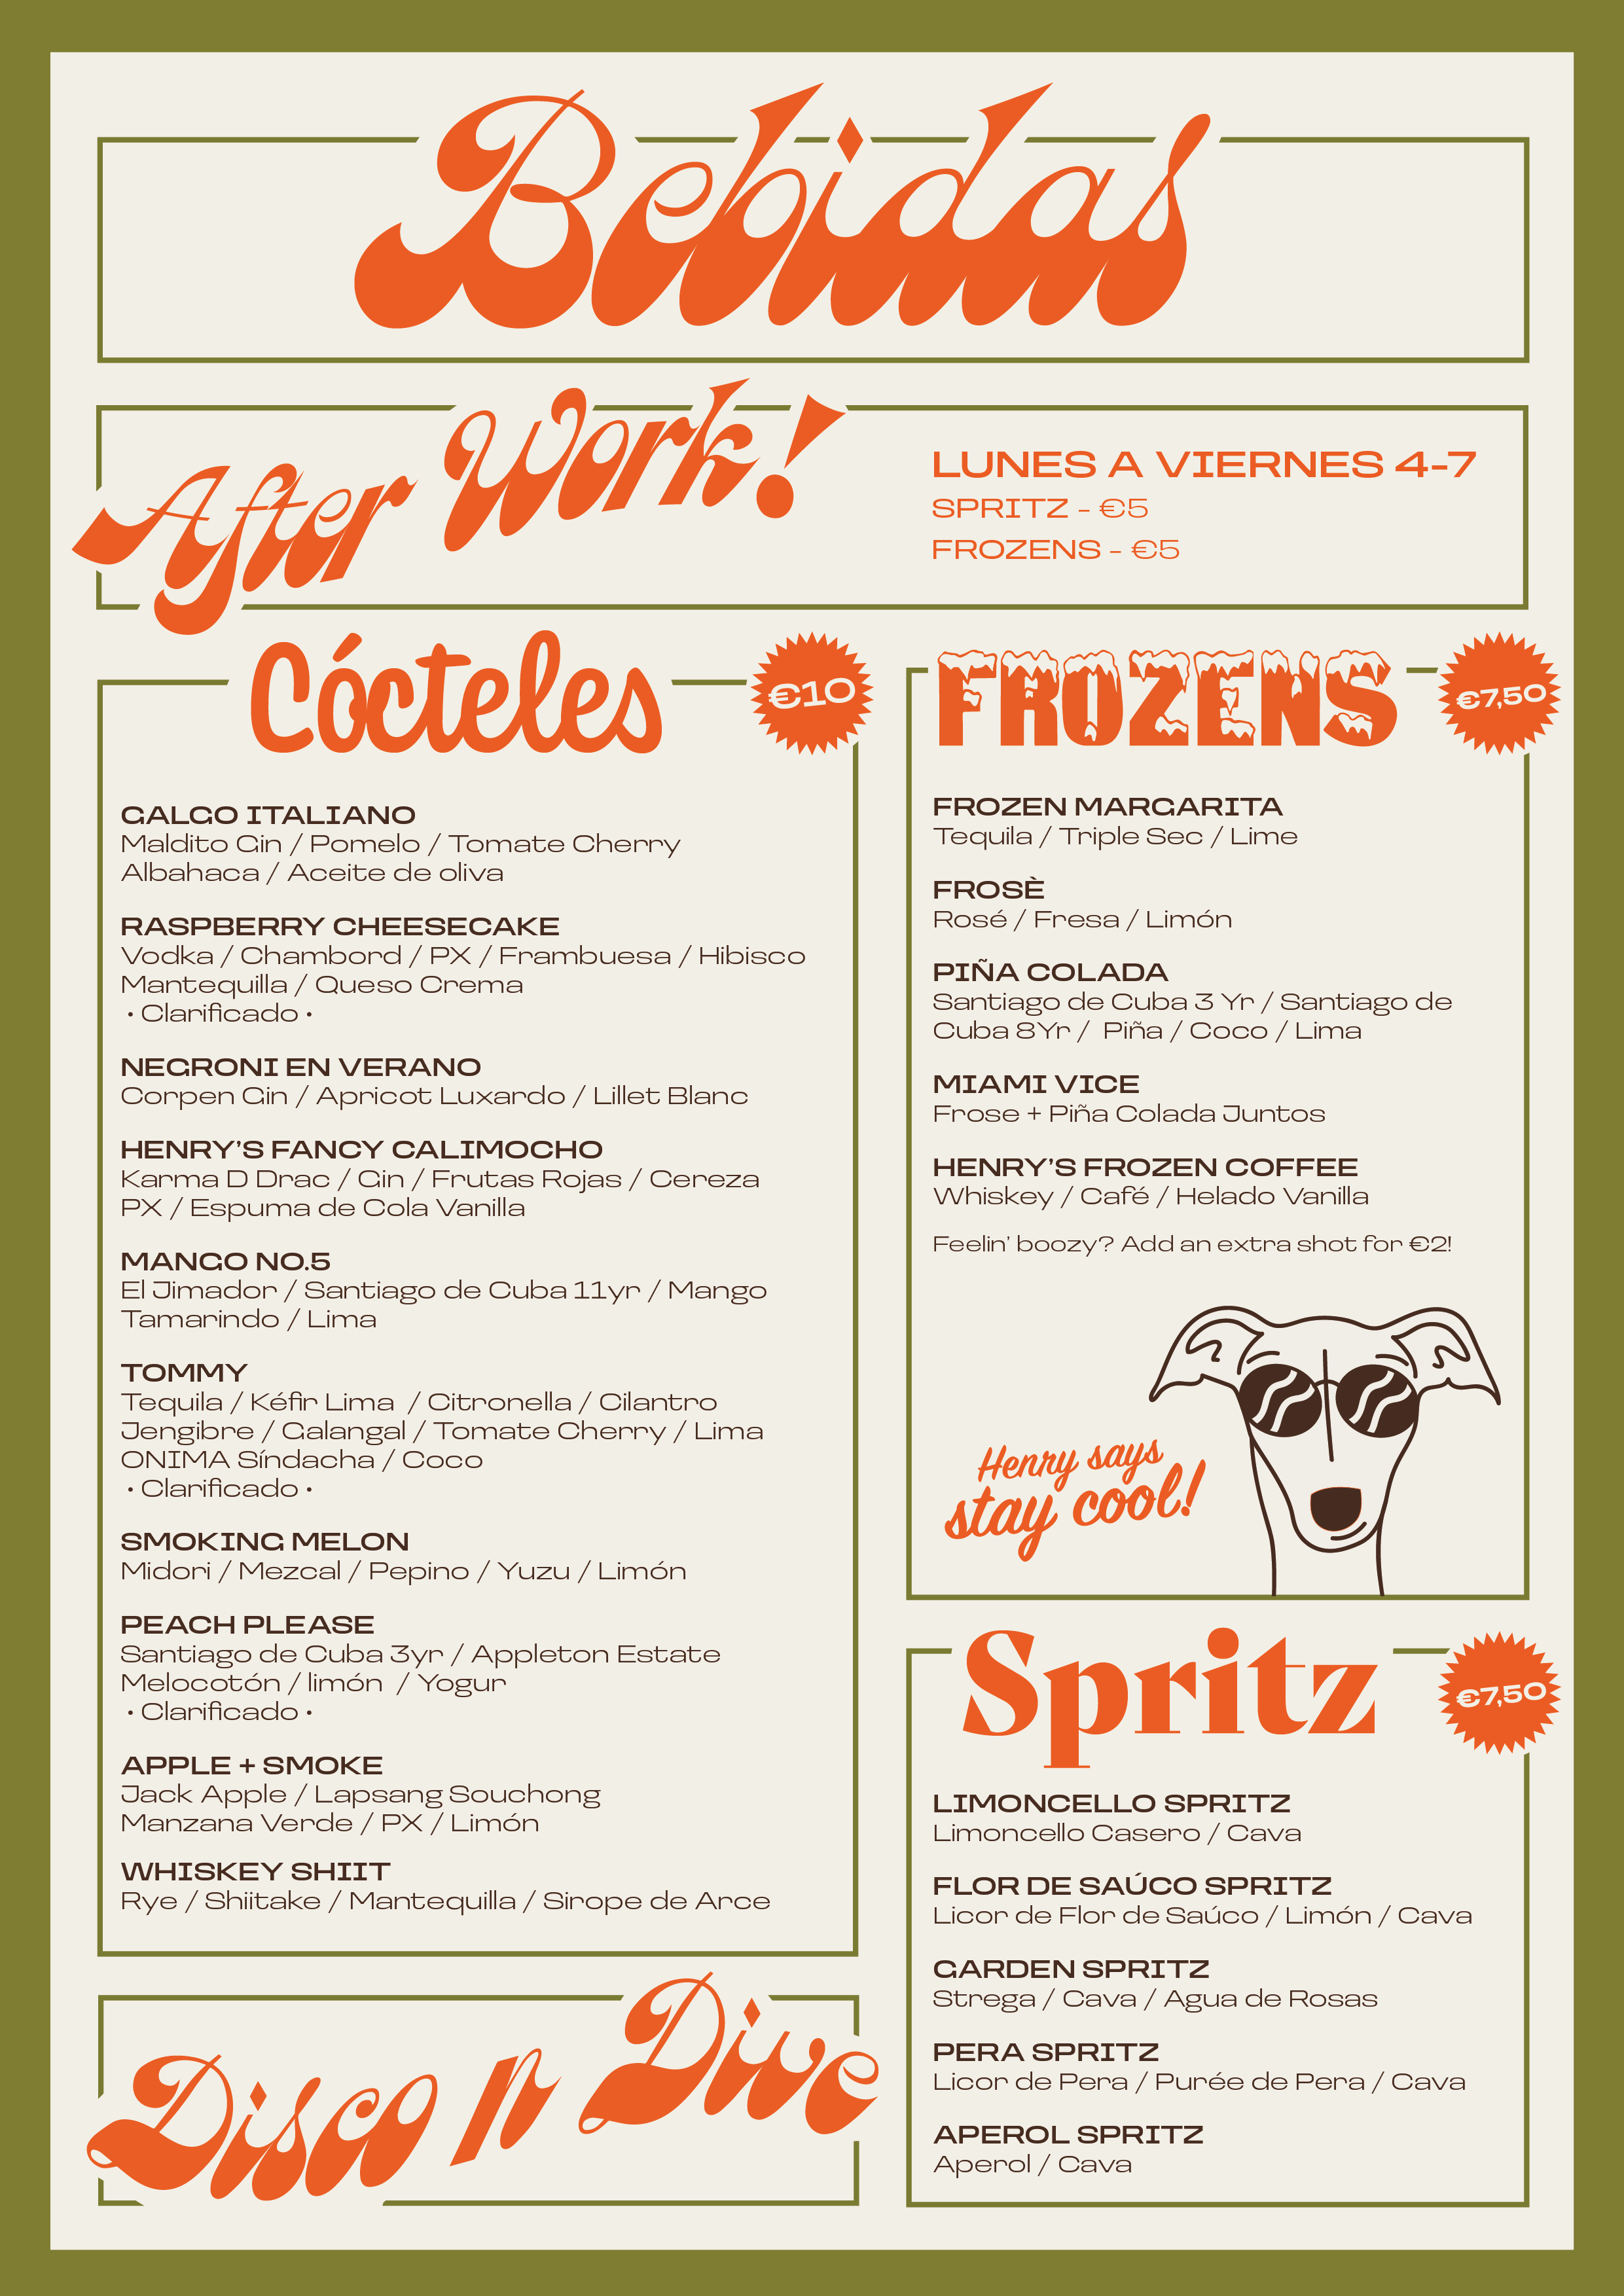 Bebidas
After Work!
LUNES A VIERNES 4-7
SPRITZ - €5
FROZENS - €5
Cócteles
€10
GALGO ITALIANO
Maldito Gin / Pomelo / Tomate Cherry
Albahaca / Aceite de oliva
RASPBERRY CHEESECAKE
Vodka / Chambord / PX / Frambuesa / Hibisco
Mantequilla / Queso Crema
• Clarificado •
NEGRONI EN VERANO
Corpen Gin / Apricot Luxardo / Lillet Blanc
HENRY'S FANCY CALIMOCHO
Karma D Drac / Gin / Frutas Rojas / Cereza
PX / Espuma de Cola Vanilla
MANGO NO.5
El Jimador / Santiago de Cuba 11yr / Mango
Tamarindo / Lima
TOMMY
Tequila / Kéfir Lima / Citronella / Cilantro
Jengibre / Galangal / Tomate Cherry / Lima
ONIMA Síndacha / Coco
• Clarificado •
SMOKING MELON
Midori / Mezcal / Pepino / Yuzu / Limón
PEACH PLEASE
Santiago de Cuba 3yr / Appleton Estate
Melocotón / limón / Yogur
• Clarificado •
APPLE + SMOKE
Jack Apple / Lapsang Souchong
Manzana Verde / PX / Limón
WHISKEY SHIIT
Rye / Shiitake / Mantequilla / Sirope de Arce
Disco n Dive
FROZENS
€7,50
FROZEN MARGARITA
Tequila / Triple Sec / Lime
FROSÈ
Rosé / Fresa / Limón
PIÑA COLADA
Santiago de Cuba 3 Yr / Santiago de
Cuba 8Yr / Piña / Coco / Lima
MIAMI VICE
Frose + Piña Colada Juntos
HENRY'S FROZEN COFFEE
Whiskey / Café / Helado Vanilla
Feelin' boozy? Add an extra shot for €2!
Henry says
stay cool!
Spritz
€7,50
LIMONCELLO SPRITZ
Limoncello Casero / Cava
FLOR DE SAÚCO SPRITZ
Licor de Flor de Saúco / Limón / Cava
GARDEN SPRITZ
Strega / Cava / Agua de Rosas
PERA SPRITZ
Licor de Pera / Purée de Pera / Cava
APEROL SPRITZ
Aperol / Cava